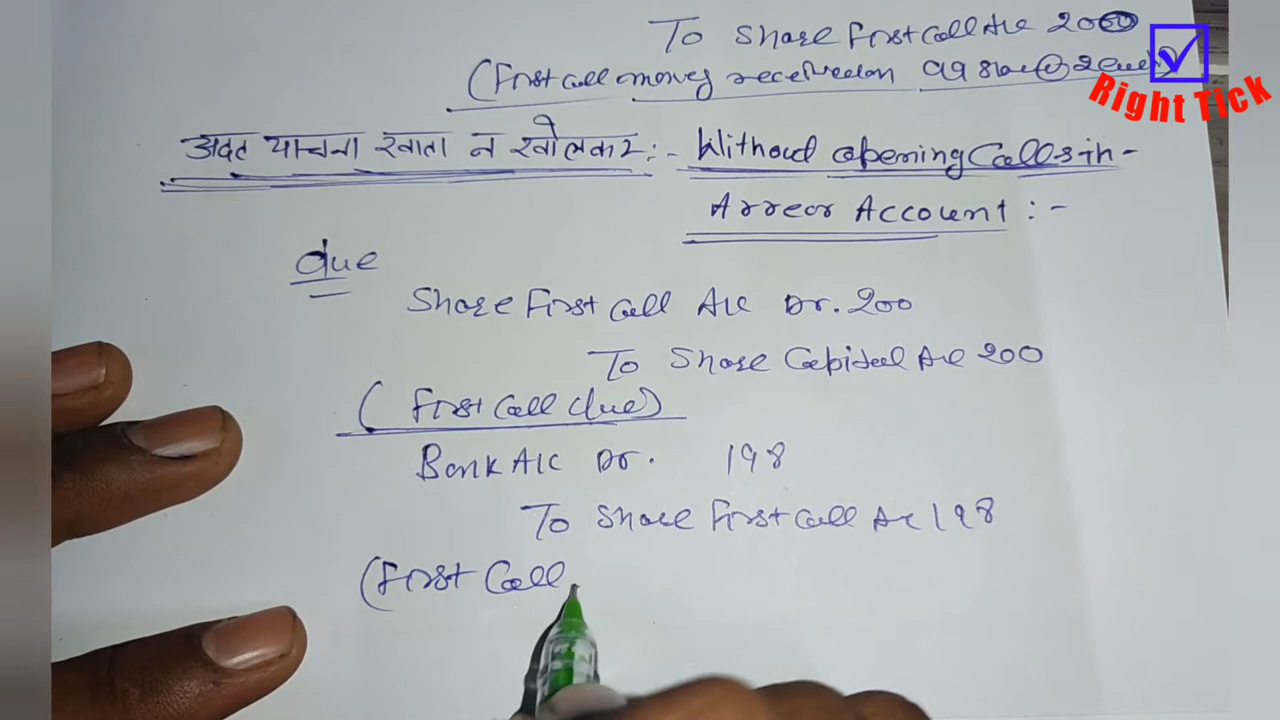 To Share First Call A/c 200
(First Call money received on 99 Share @ 2 each)
Right Tick
अदत्त याचना खाता न खोलकर :- Without opening Calls-in-
Arrear Account :-
due
Share First Call A/c Dr. 200
To Share Capital A/c 200
(First Call due)
Bank A/c Dr. 198
To Share First Call A/c 198
(First Call